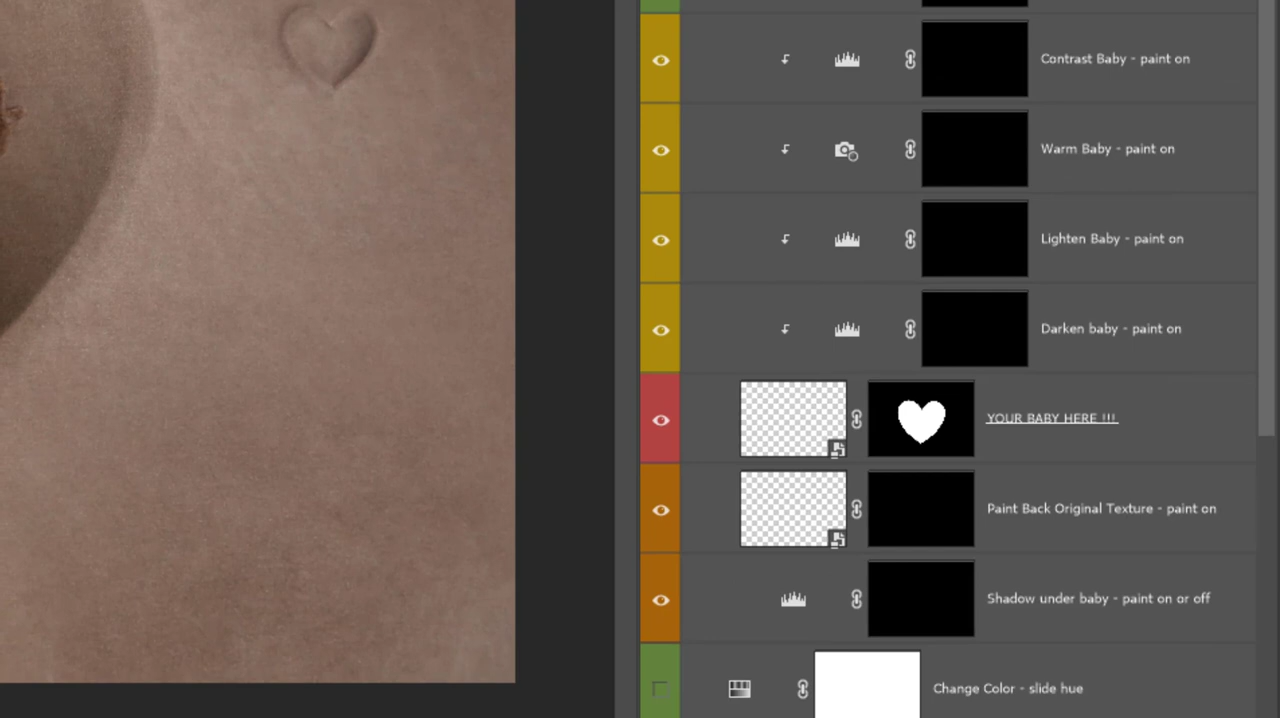 Contrast Baby - paint on
Warm Baby - paint on
Lighten Baby - paint on
Darken baby - paint on
YOUR BABY HERE !!!
Paint Back Original Texture - paint on
Shadow under baby - paint on or off
Change Color - slide hue